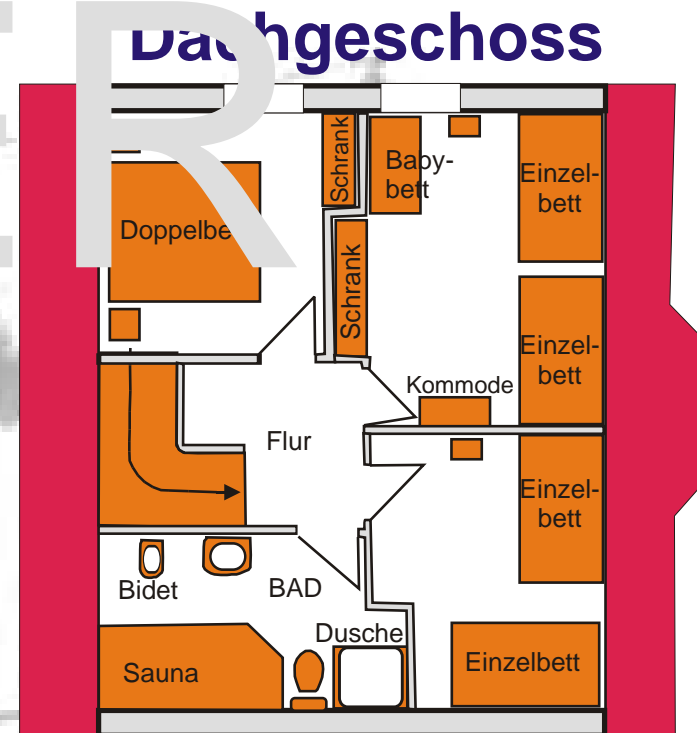 Dachgeschoss
R
Schrank
Baby-
bett
Einzel-
bett
Doppelbe
Schrank
Einzel-
bett
Kommode
Flur
Einzel-
bett
Bidet
BAD
Dusche
Sauna
Einzelbett